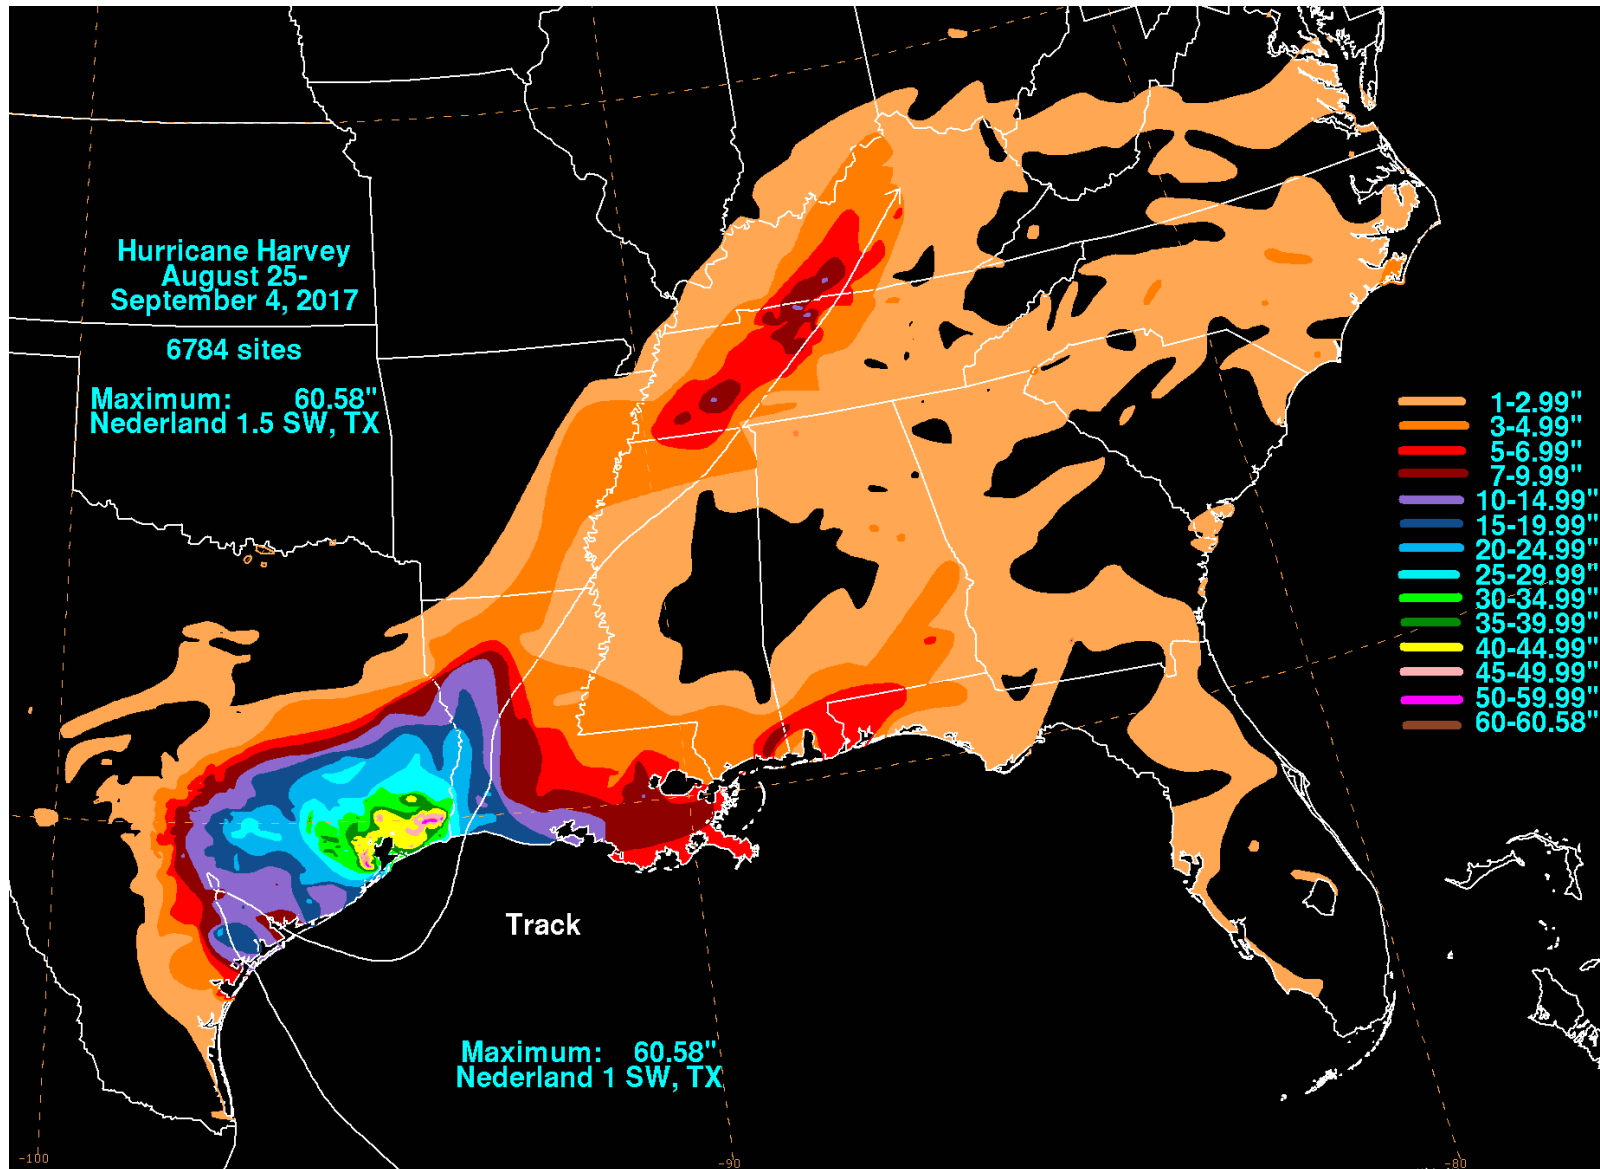 Hurricane Harvey
August 25-
September 4, 2017
6784 sites
Maximum: 60.58"
Nederland 1.5 SW, TX
1-2.99"
3-4.99"
5-6.99"
7-9.99"
10-14.99"
15-19.99"
20-24.99"
25-29.99"
30-34.99"
35-39.99"
40-44.99"
45-49.99"
50-59.99"
60-60.58"
Track
Maximum: 60.58"
Nederland 1 SW, TX
-100
-90
-80